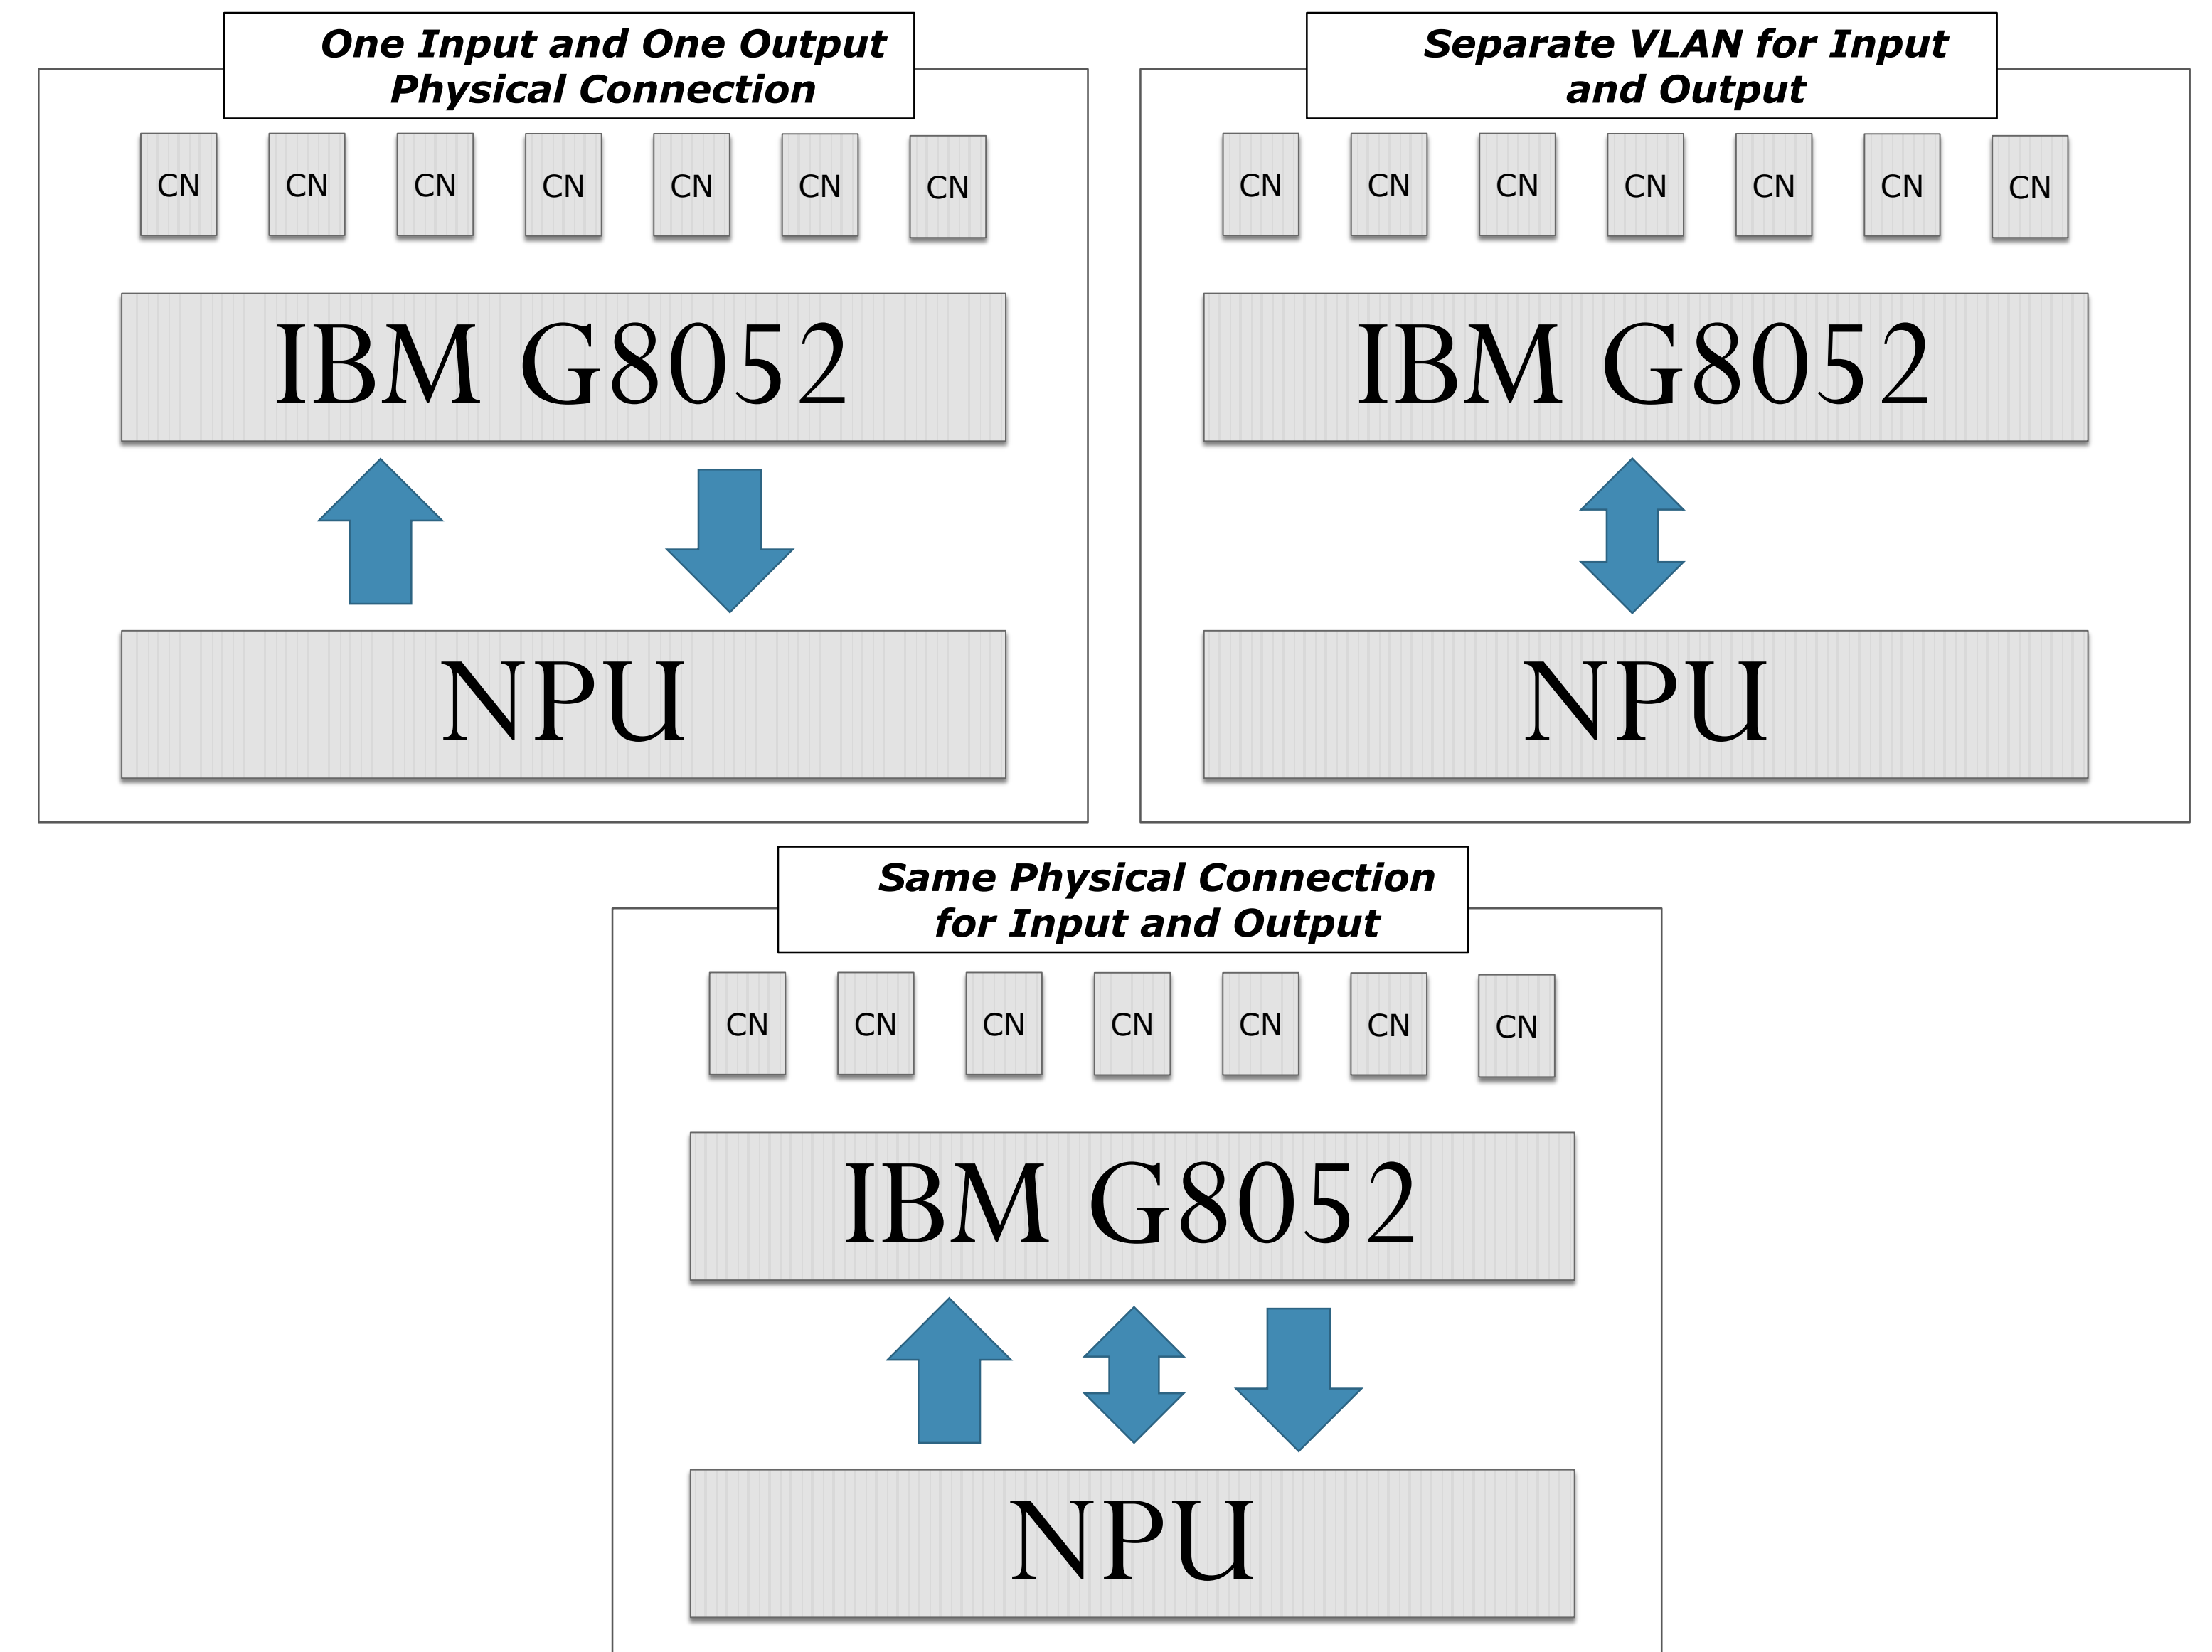 One Input and One Output
Physical Connection
CN CN CN CN CN CN CN
IBM G8052
NPU
Separate VLAN for Input
and Output
CN CN CN CN CN CN CN
IBM G8052
NPU
Same Physical Connection
for Input and Output
CN CN CN CN CN CN CN
IBM G8052
NPU